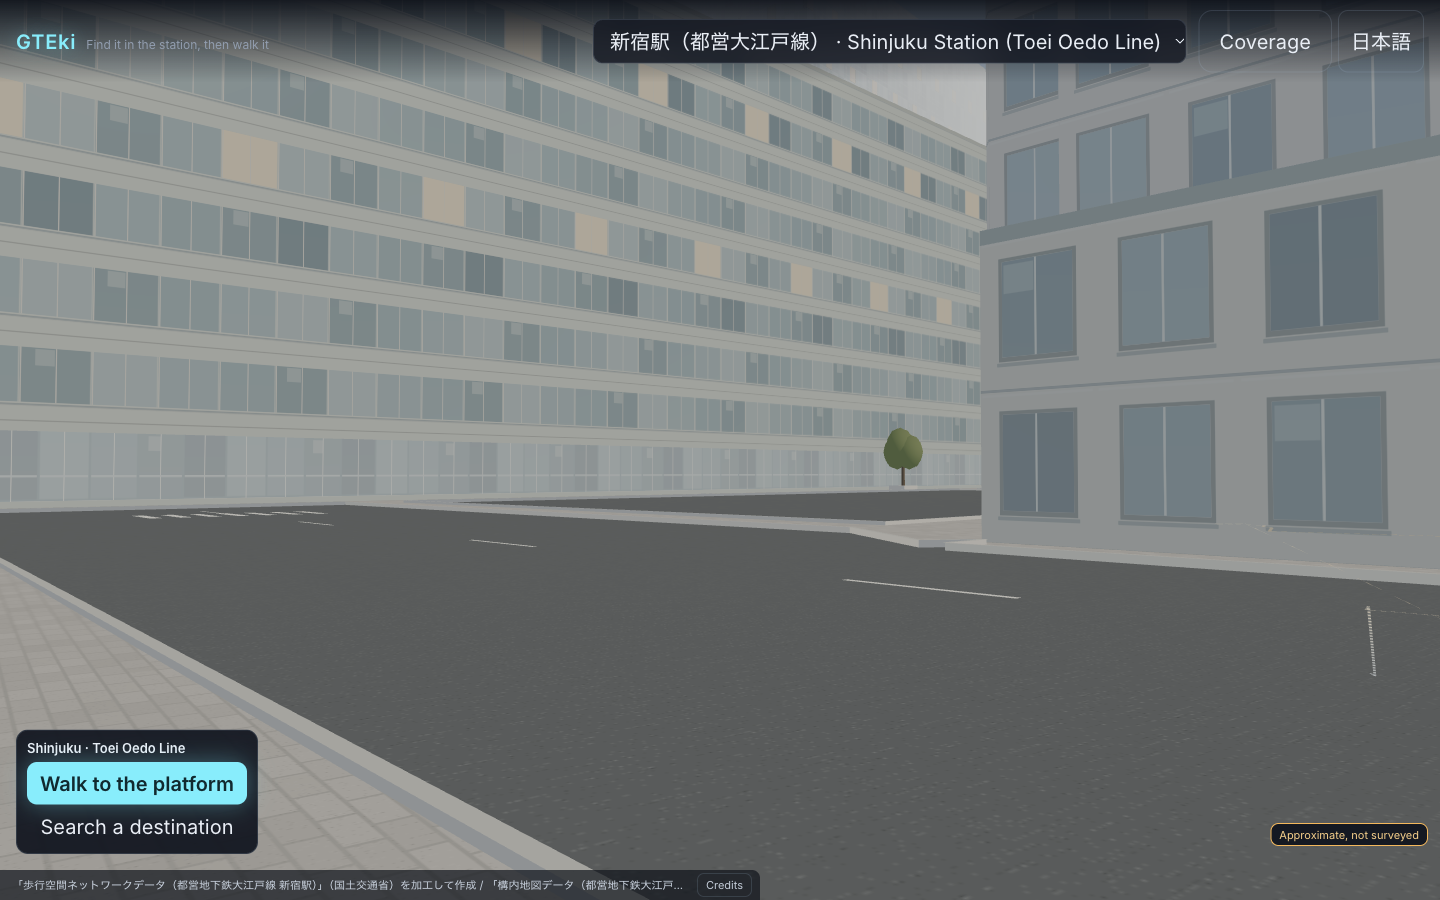 GTEki Find it in the station, then walk it
新宿駅（都営大江戸線） · Shinjuku Station (Toei Oedo Line)
Coverage
日本語
Shinjuku · Toei Oedo Line
Walk to the platform
Search a destination
Approximate, not surveyed
「歩行空間ネットワークデータ（都営地下鉄大江戸線 新宿駅）」（国土交通省）を加工して作成 / 「構内地図データ（都営地下鉄大江戸...
Credits